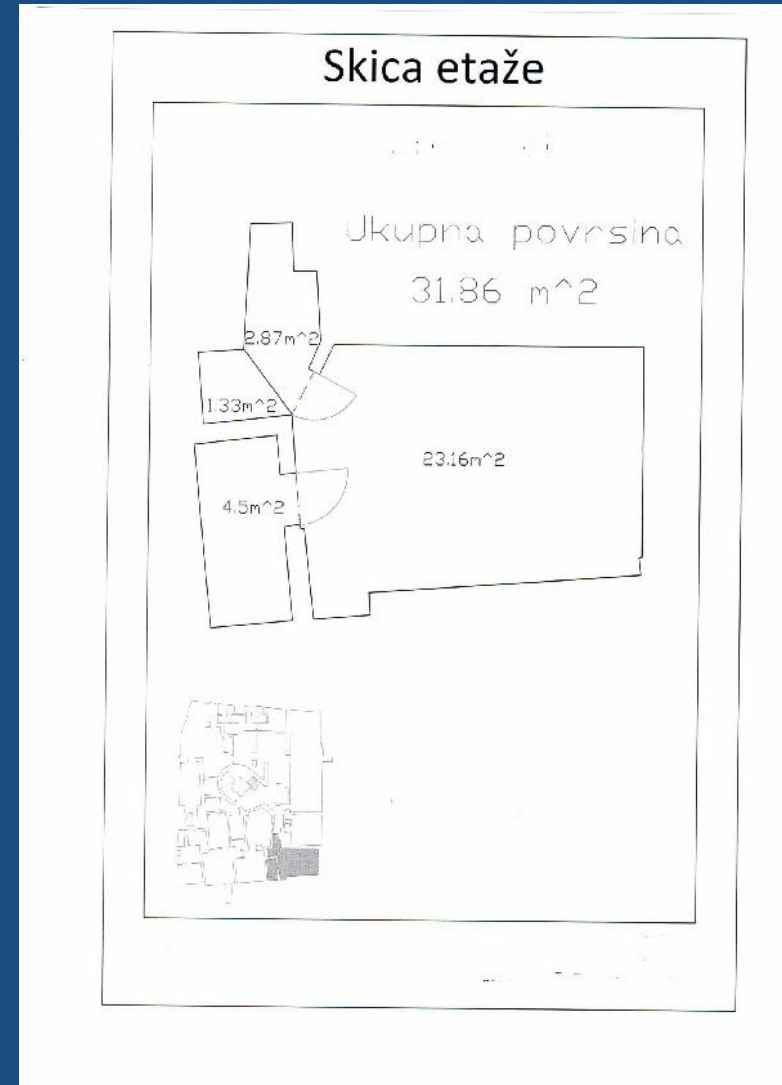 Skica etaže
Ukupna povrsina
31.86 m^2
2.87m^2
1.33m^2
23.16m^2
4.5m^2